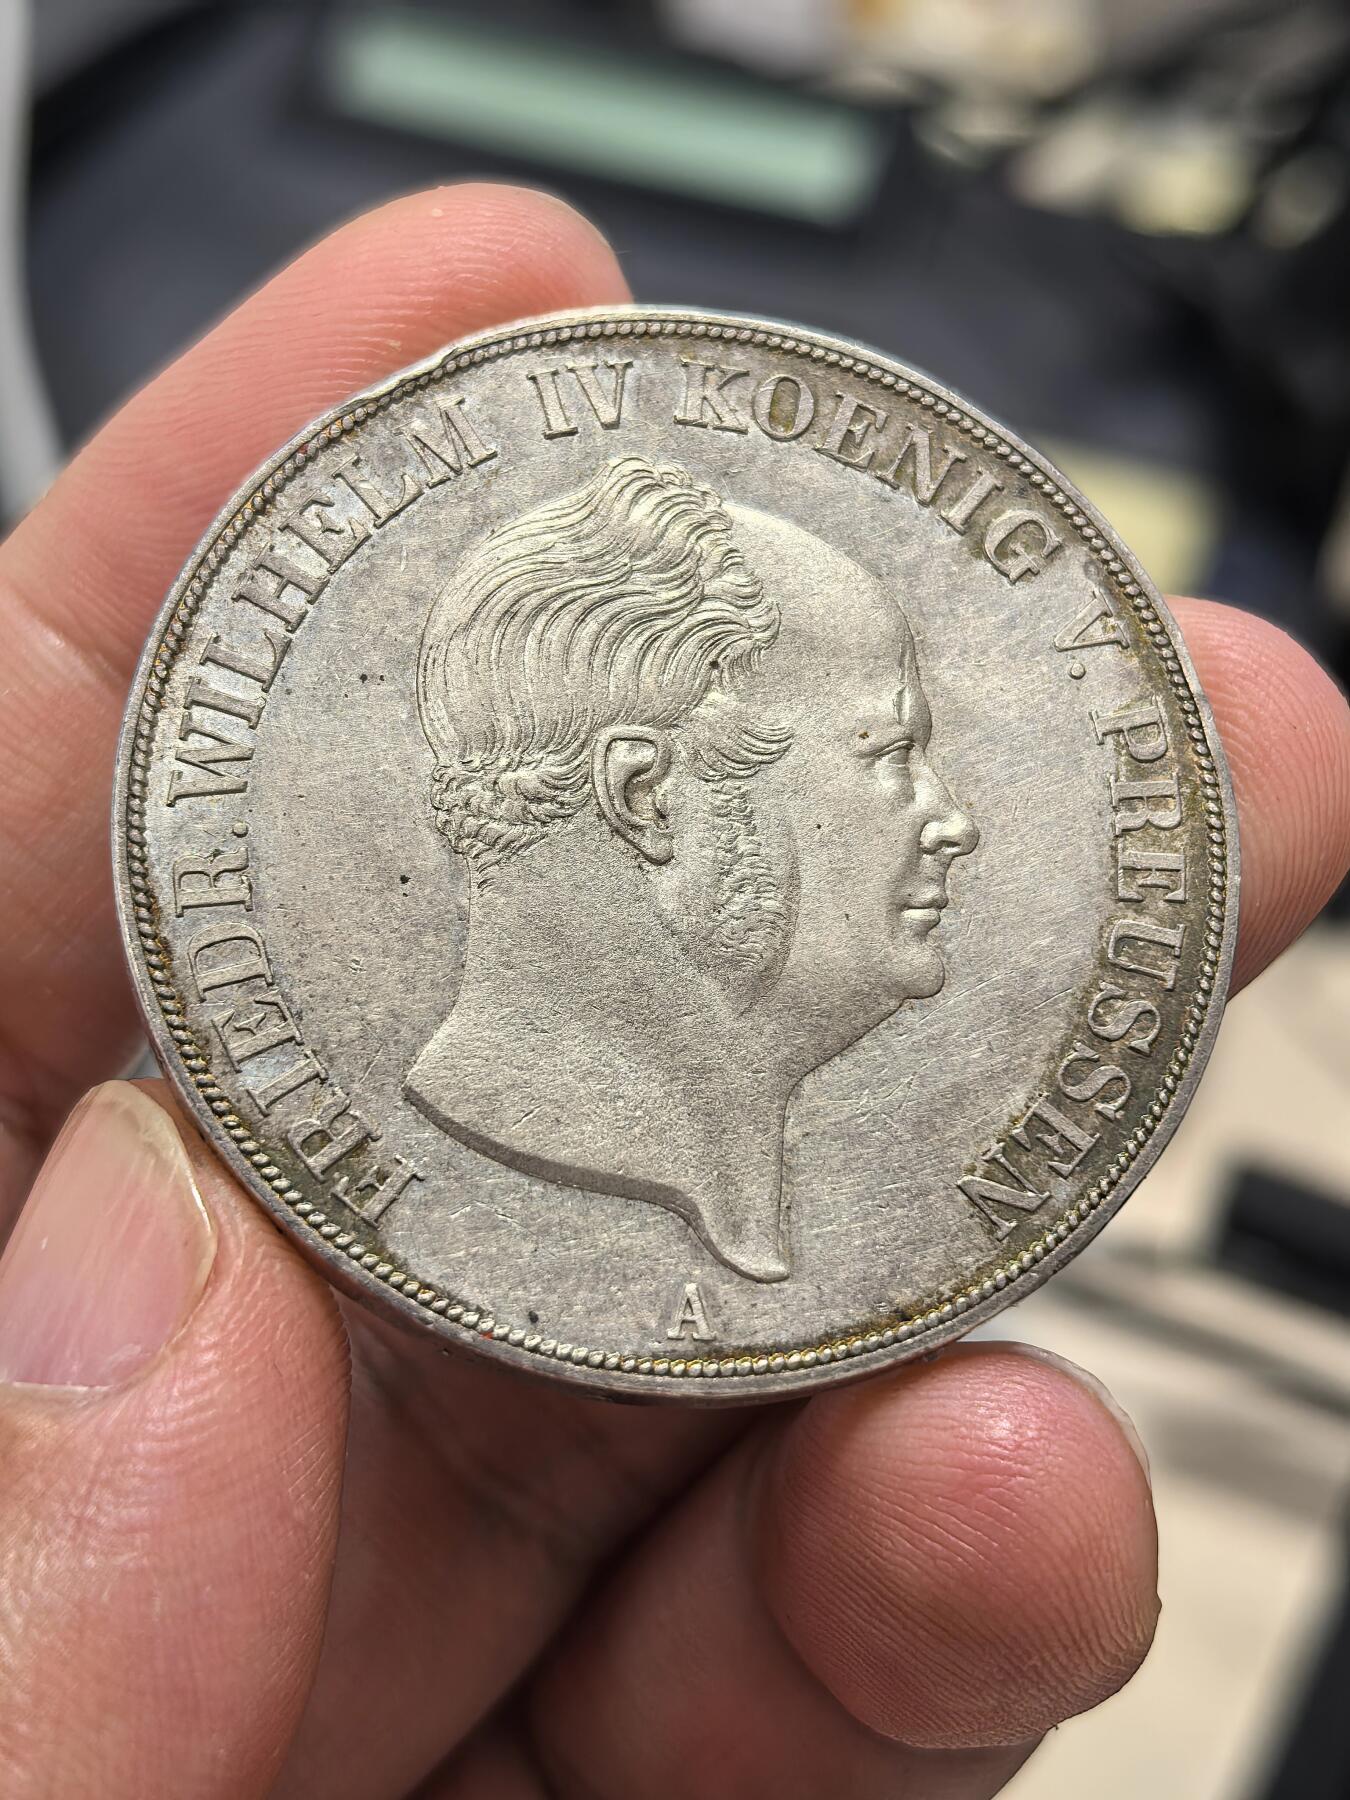 FRIEDR. WILHELM IV KOENIG V. PREUSSEN
A